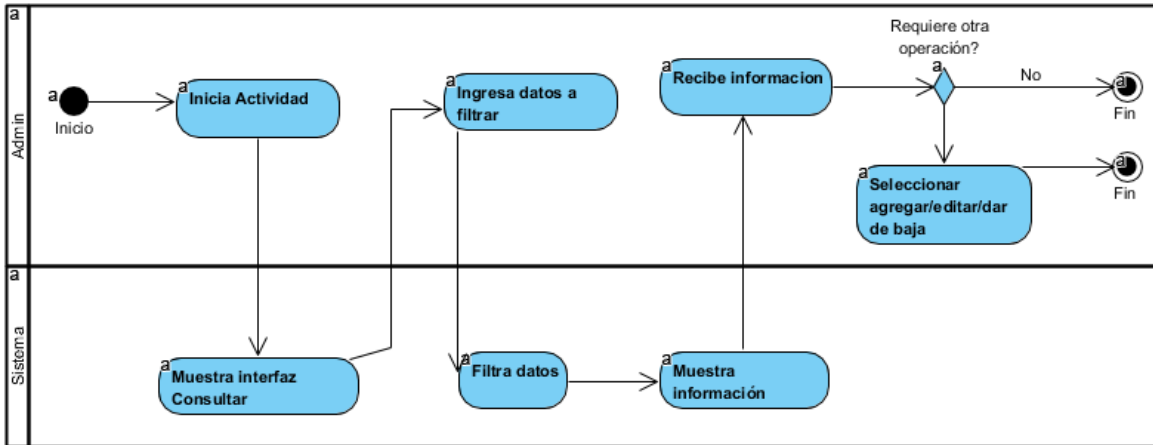 a
Admin
a
Inicio
a
Inicia Actividad
a
Ingresa datos a
filtrar
a
Recibe informacion
Requiere otra
operación?
a
No
a
Fin
a
Seleccionar
agregar/editar/dar
de baja
a
Fin
a
Sistema
a
Muestra interfaz
Consultar
a
Filtra datos
a
Muestra
información